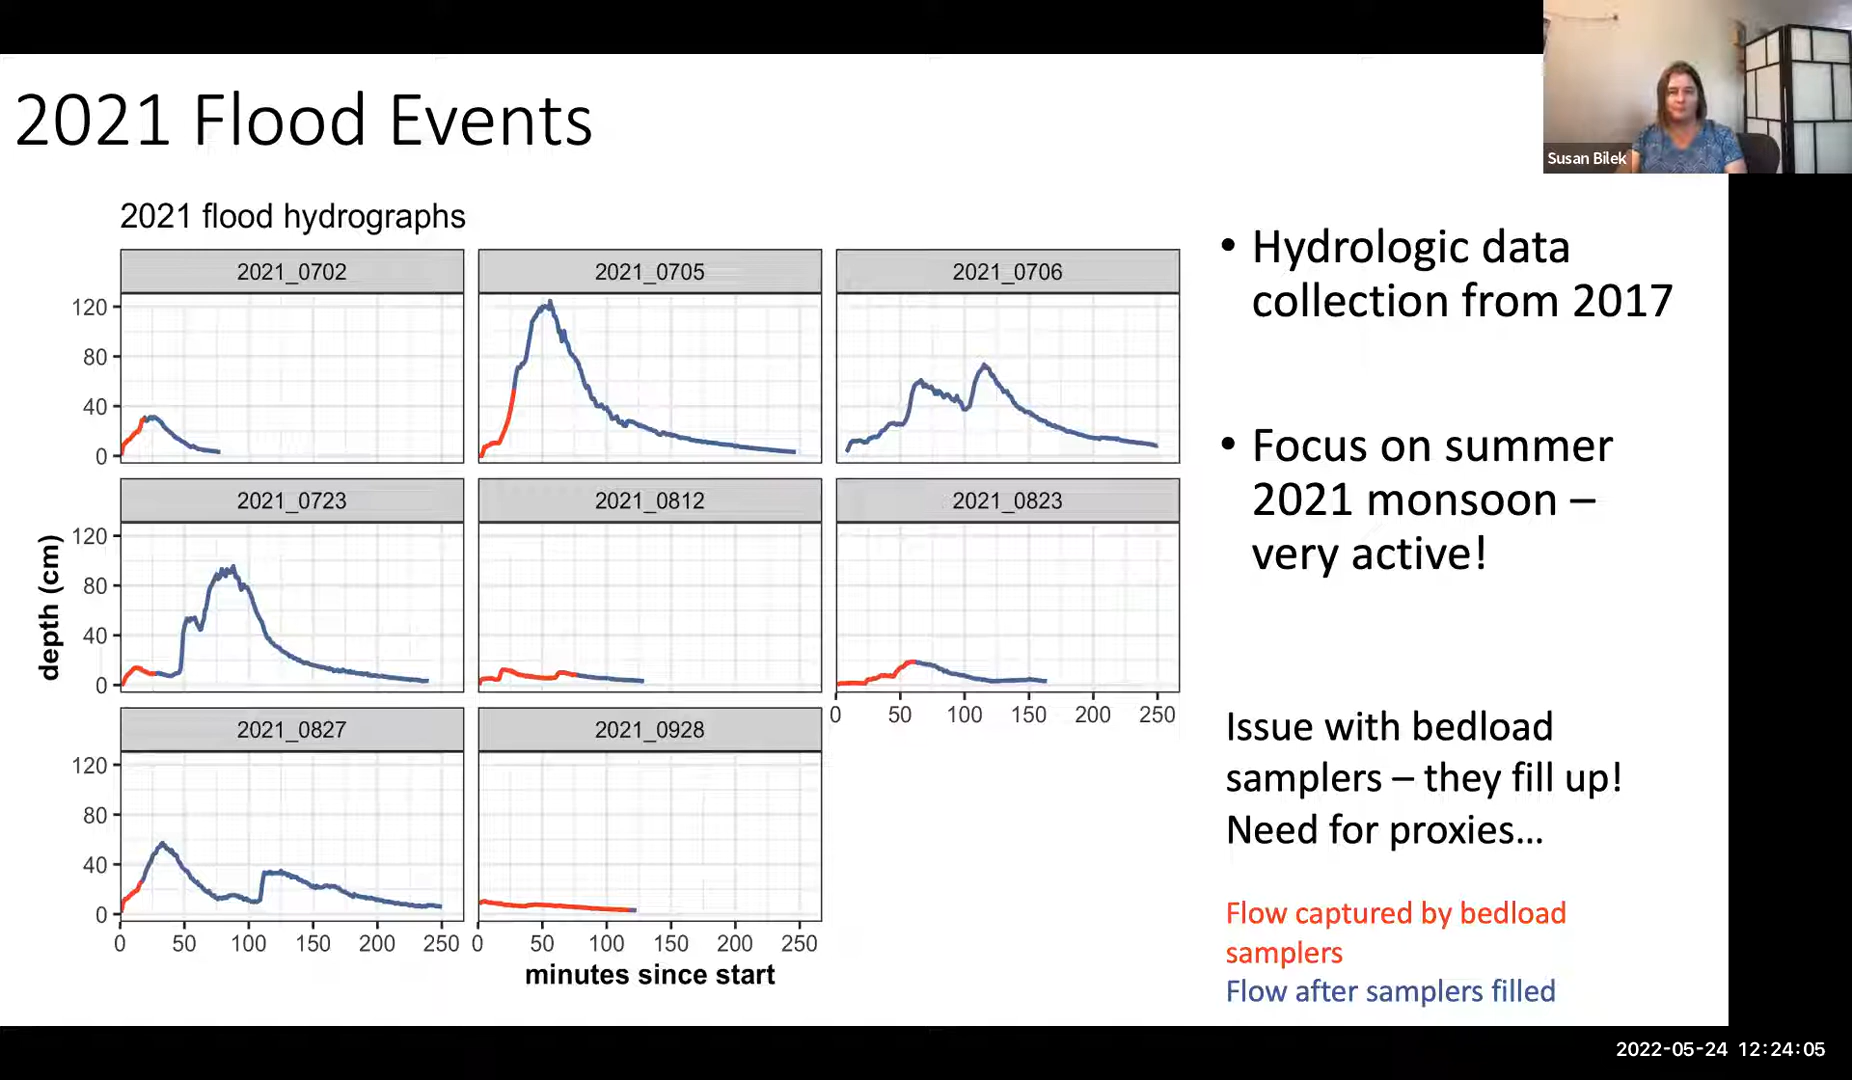 2021 Flood Events
Susan Bilek
2021 flood hydrographs
2021_0702
2021_0705
2021_0706
120
80
40
0
2021_0723
2021_0812
2021_0823
120
80
40
0
depth (cm)
0 50 100 150 200 250
2021_0827
2021_0928
120
80
40
0
0 50 100 150 200 250 0 50 100 150 200 250
minutes since start
• Hydrologic data
collection from 2017
• Focus on summer
2021 monsoon –
very active!
Issue with bedload
samplers – they fill up!
Need for proxies...
Flow captured by bedload
samplers
Flow after samplers filled
2022-05-24 12:24:05